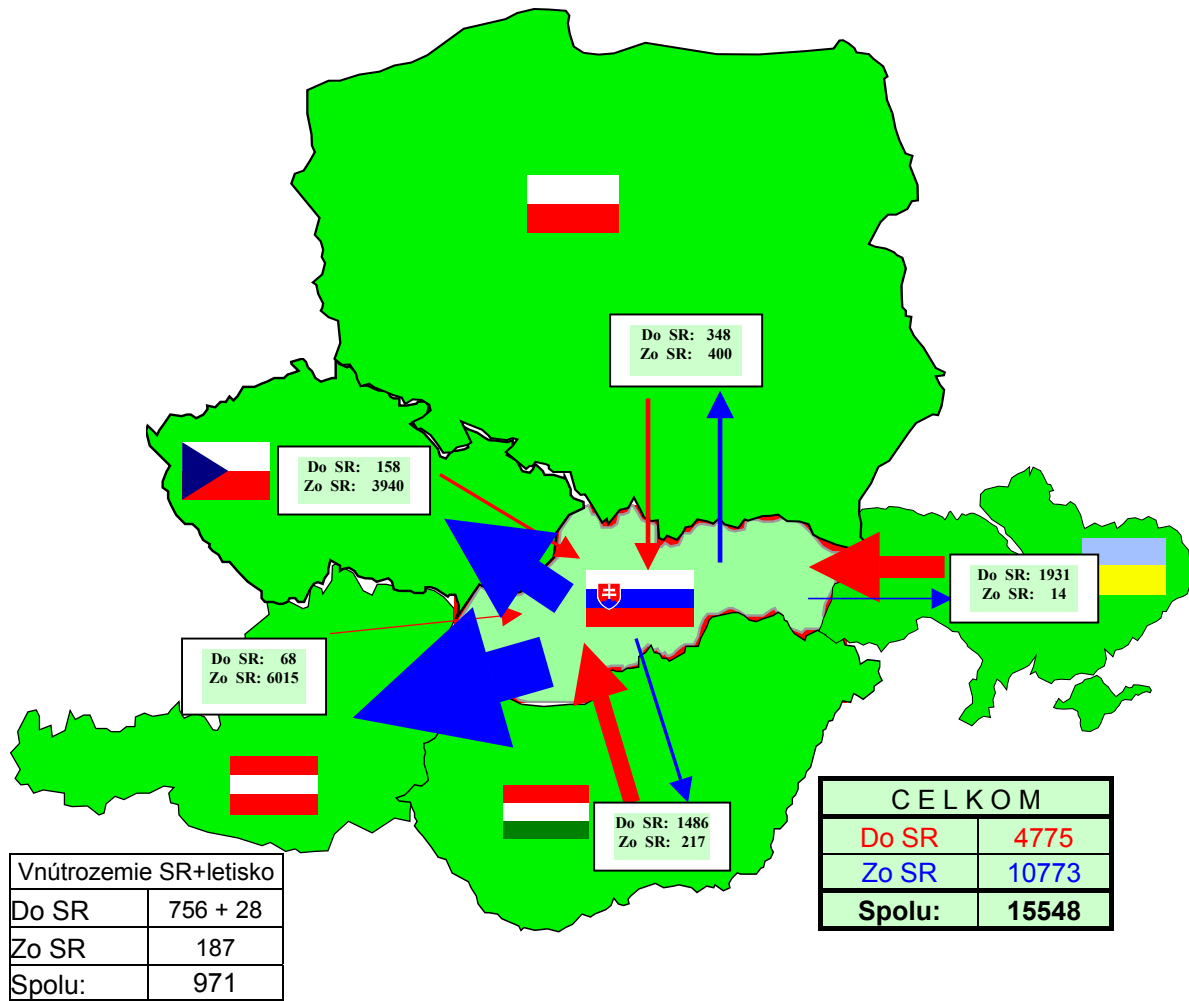 Do SR: 348
Zo SR: 400
Do SR: 158
Zo SR: 3940
Do SR: 1931
Zo SR: 14
Do SR: 68
Zo SR: 6015
Do SR: 1486
Zo SR: 217
C E L K O M
Do SR 4775
Zo SR 10773
Spolu: 15548
Vnútrozemie SR+letisko
Do SR 756 + 28
Zo SR 187
Spolu: 971